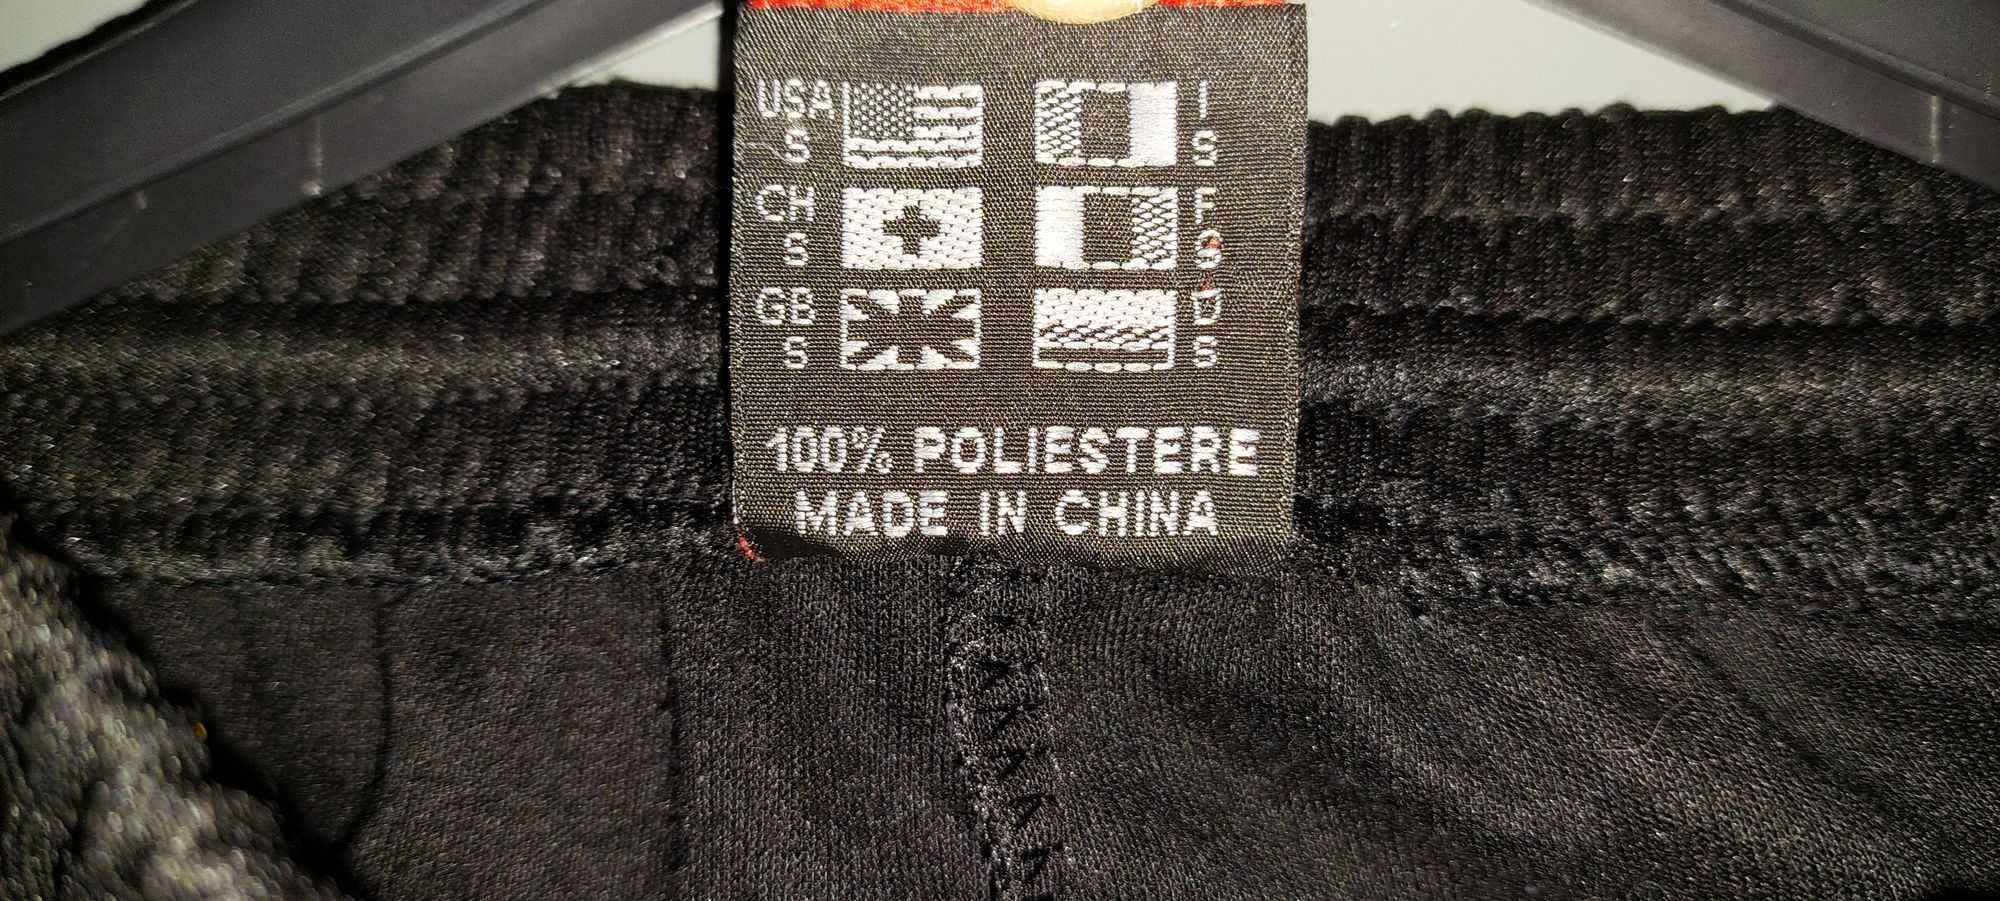 USA
S
I
S
CH
S
F
S
GB
S
D
S
100% POLIESTERE
MADE IN CHINA